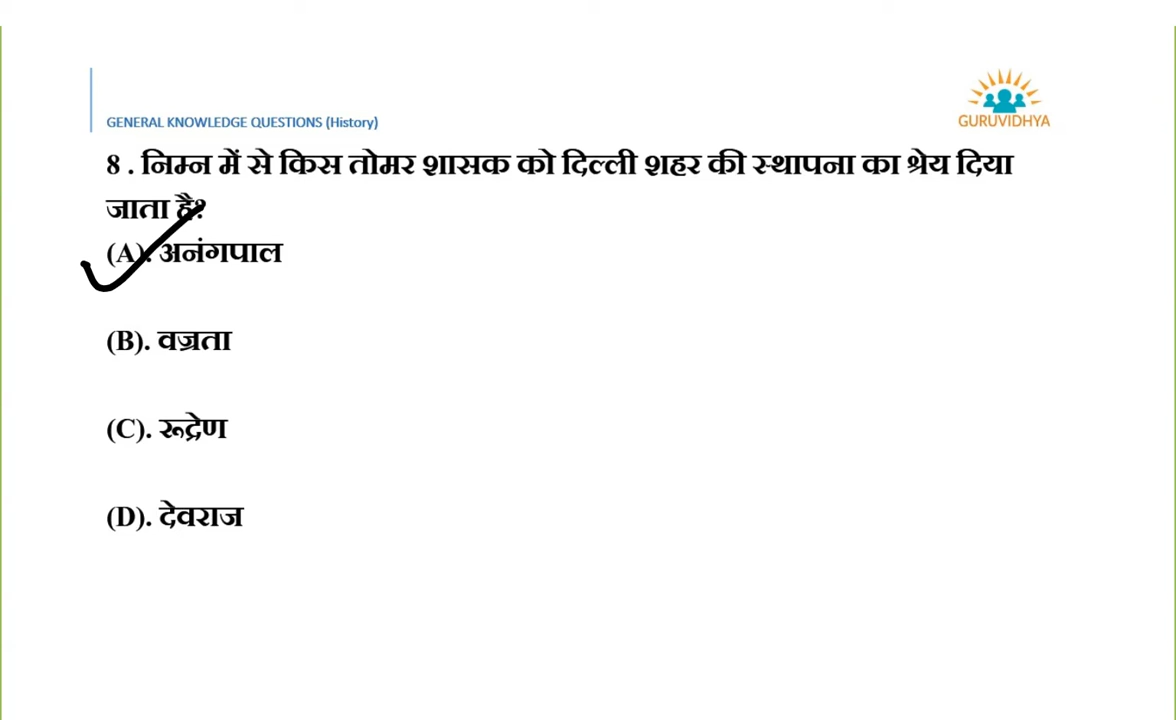 GURUVIDHYA
GENERAL KNOWLEDGE QUESTIONS (History)
8 . निम्न में से किस तोमर शासक को दिल्ली शहर की स्थापना का श्रेय दिया
जाता है?
(A). अनंगपाल
(B). वज्रता
(C). रूद्रेण
(D). देवराज